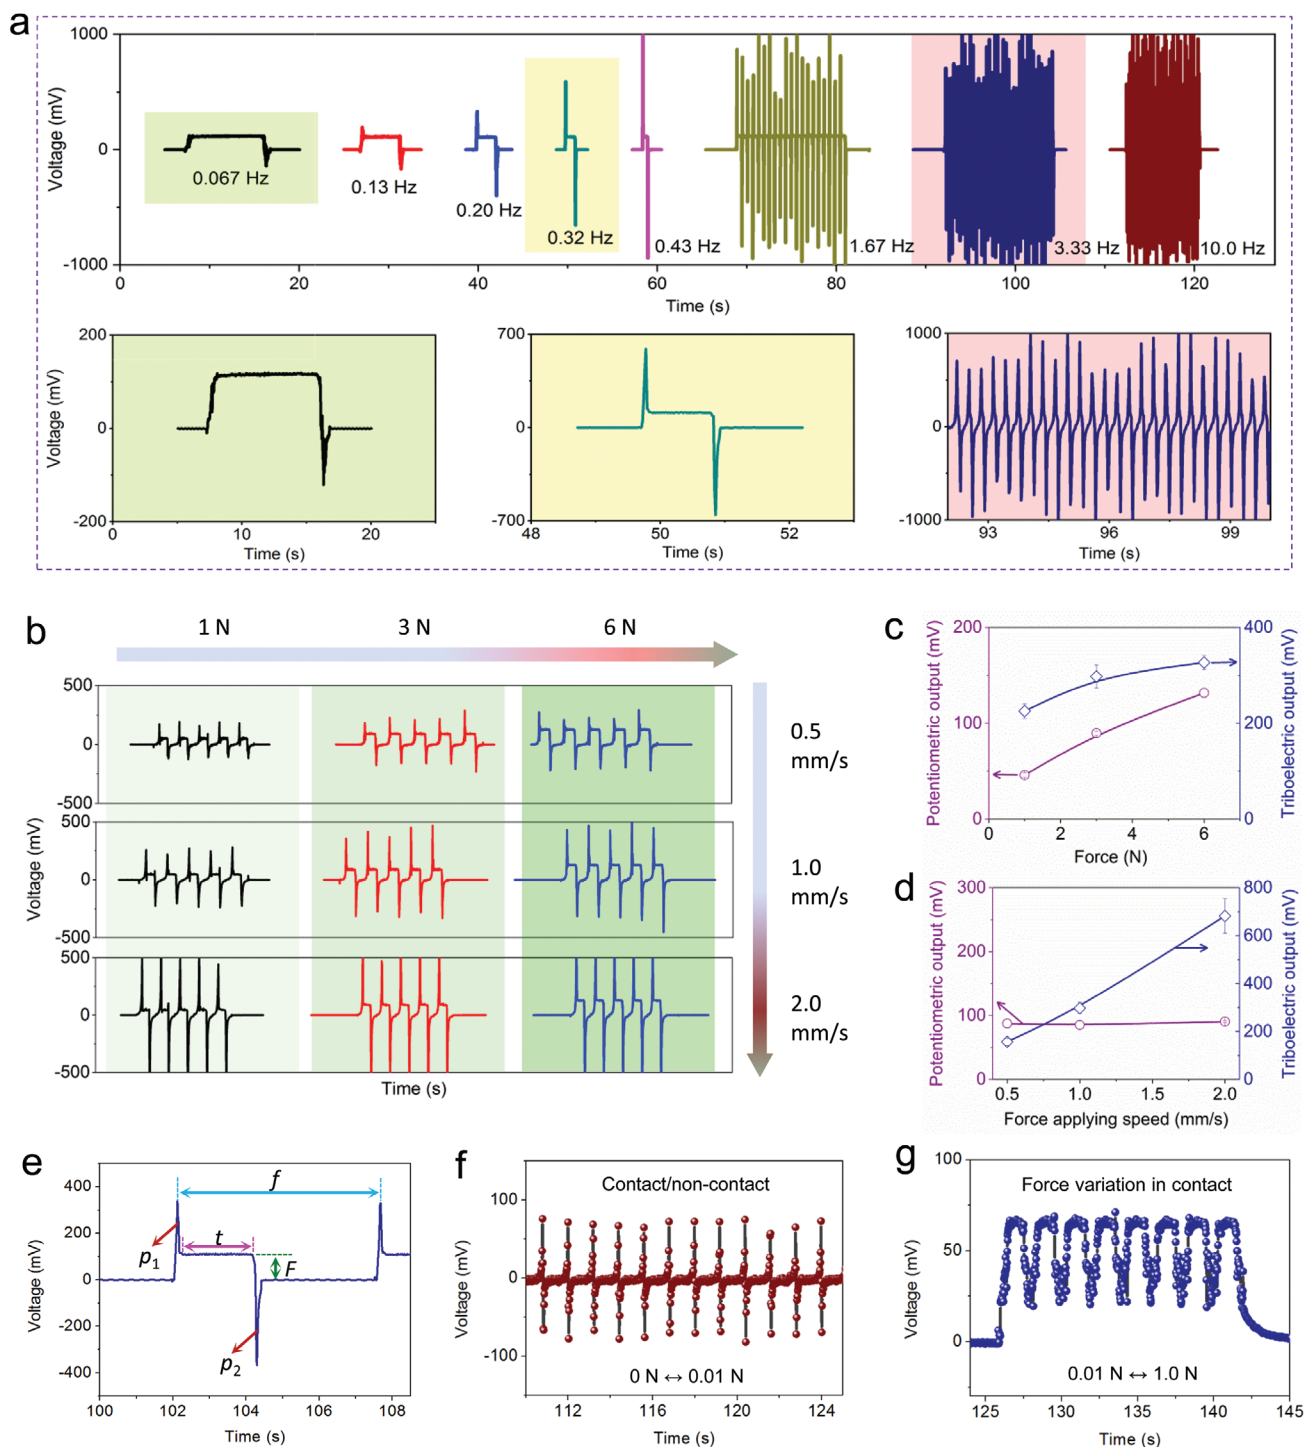 a
1000
0
-1000
Voltage (mV)
0.067 Hz
0.13 Hz
0.20 Hz
0.32 Hz
0.43 Hz
1.67 Hz
3.33 Hz
10.0 Hz
0 20 40 60 80 100 120
Time (s)
200
0
-200
Voltage (mV)
0 10 20
Time (s)
700
0
-700
48 50 52
Time (s)
1000
0
-1000
93 96 99
Time (s)
b
1 N 3 N 6 N
500
0
-500
500
0
-500
500
0
-500
Voltage (mV)
Time (s)
0.5
mm/s
1.0
mm/s
2.0
mm/s
c
200
100
0
Potentiometric output (mV)
400
200
0
Triboelectric output (mV)
0 2 4 6
Force (N)
d
300
200
100
0
Potentiometric output (mV)
800
600
400
200
0
Triboelectric output (mV)
0.5 1.0 1.5 2.0
Force applying speed (mm/s)
e
400
200
0
-200
-400
Voltage (mV)
f
t
p1
F
p2
100 102 104 106 108
Time (s)
f
Contact/non-contact
100
0
-100
Voltage (mV)
0 N ↔ 0.01 N
112 116 120 124
Time (s)
g
Force variation in contact
100
50
0
Voltage (mV)
0.01 N ↔ 1.0 N
125 130 135 140 145
Time (s)